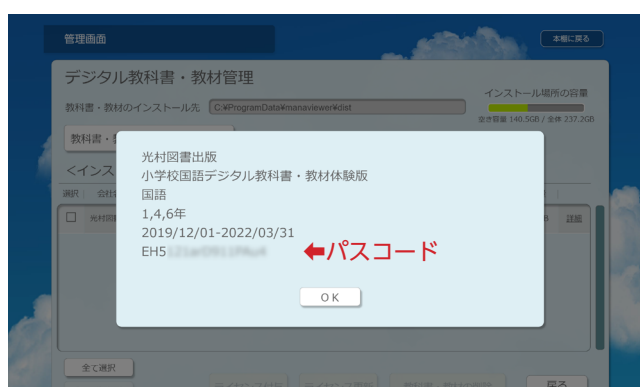 管理画面
本棚に戻る
デジタル教科書・教材管理
インストール場所の容量
教科書・教材のインストール先 C:¥ProgramData¥manaviewer¥dist
空き容量 140.5GB / 全体 237.2GB
教科書・
<インス
選択 会社
光村図 B 詳細
光村図書出版
小学校国語デジタル教科書・教材体験版
国語
1,4,6年
2019/12/01-2022/03/31
EH5
⬅パスコード
OK
全て選択
戻る